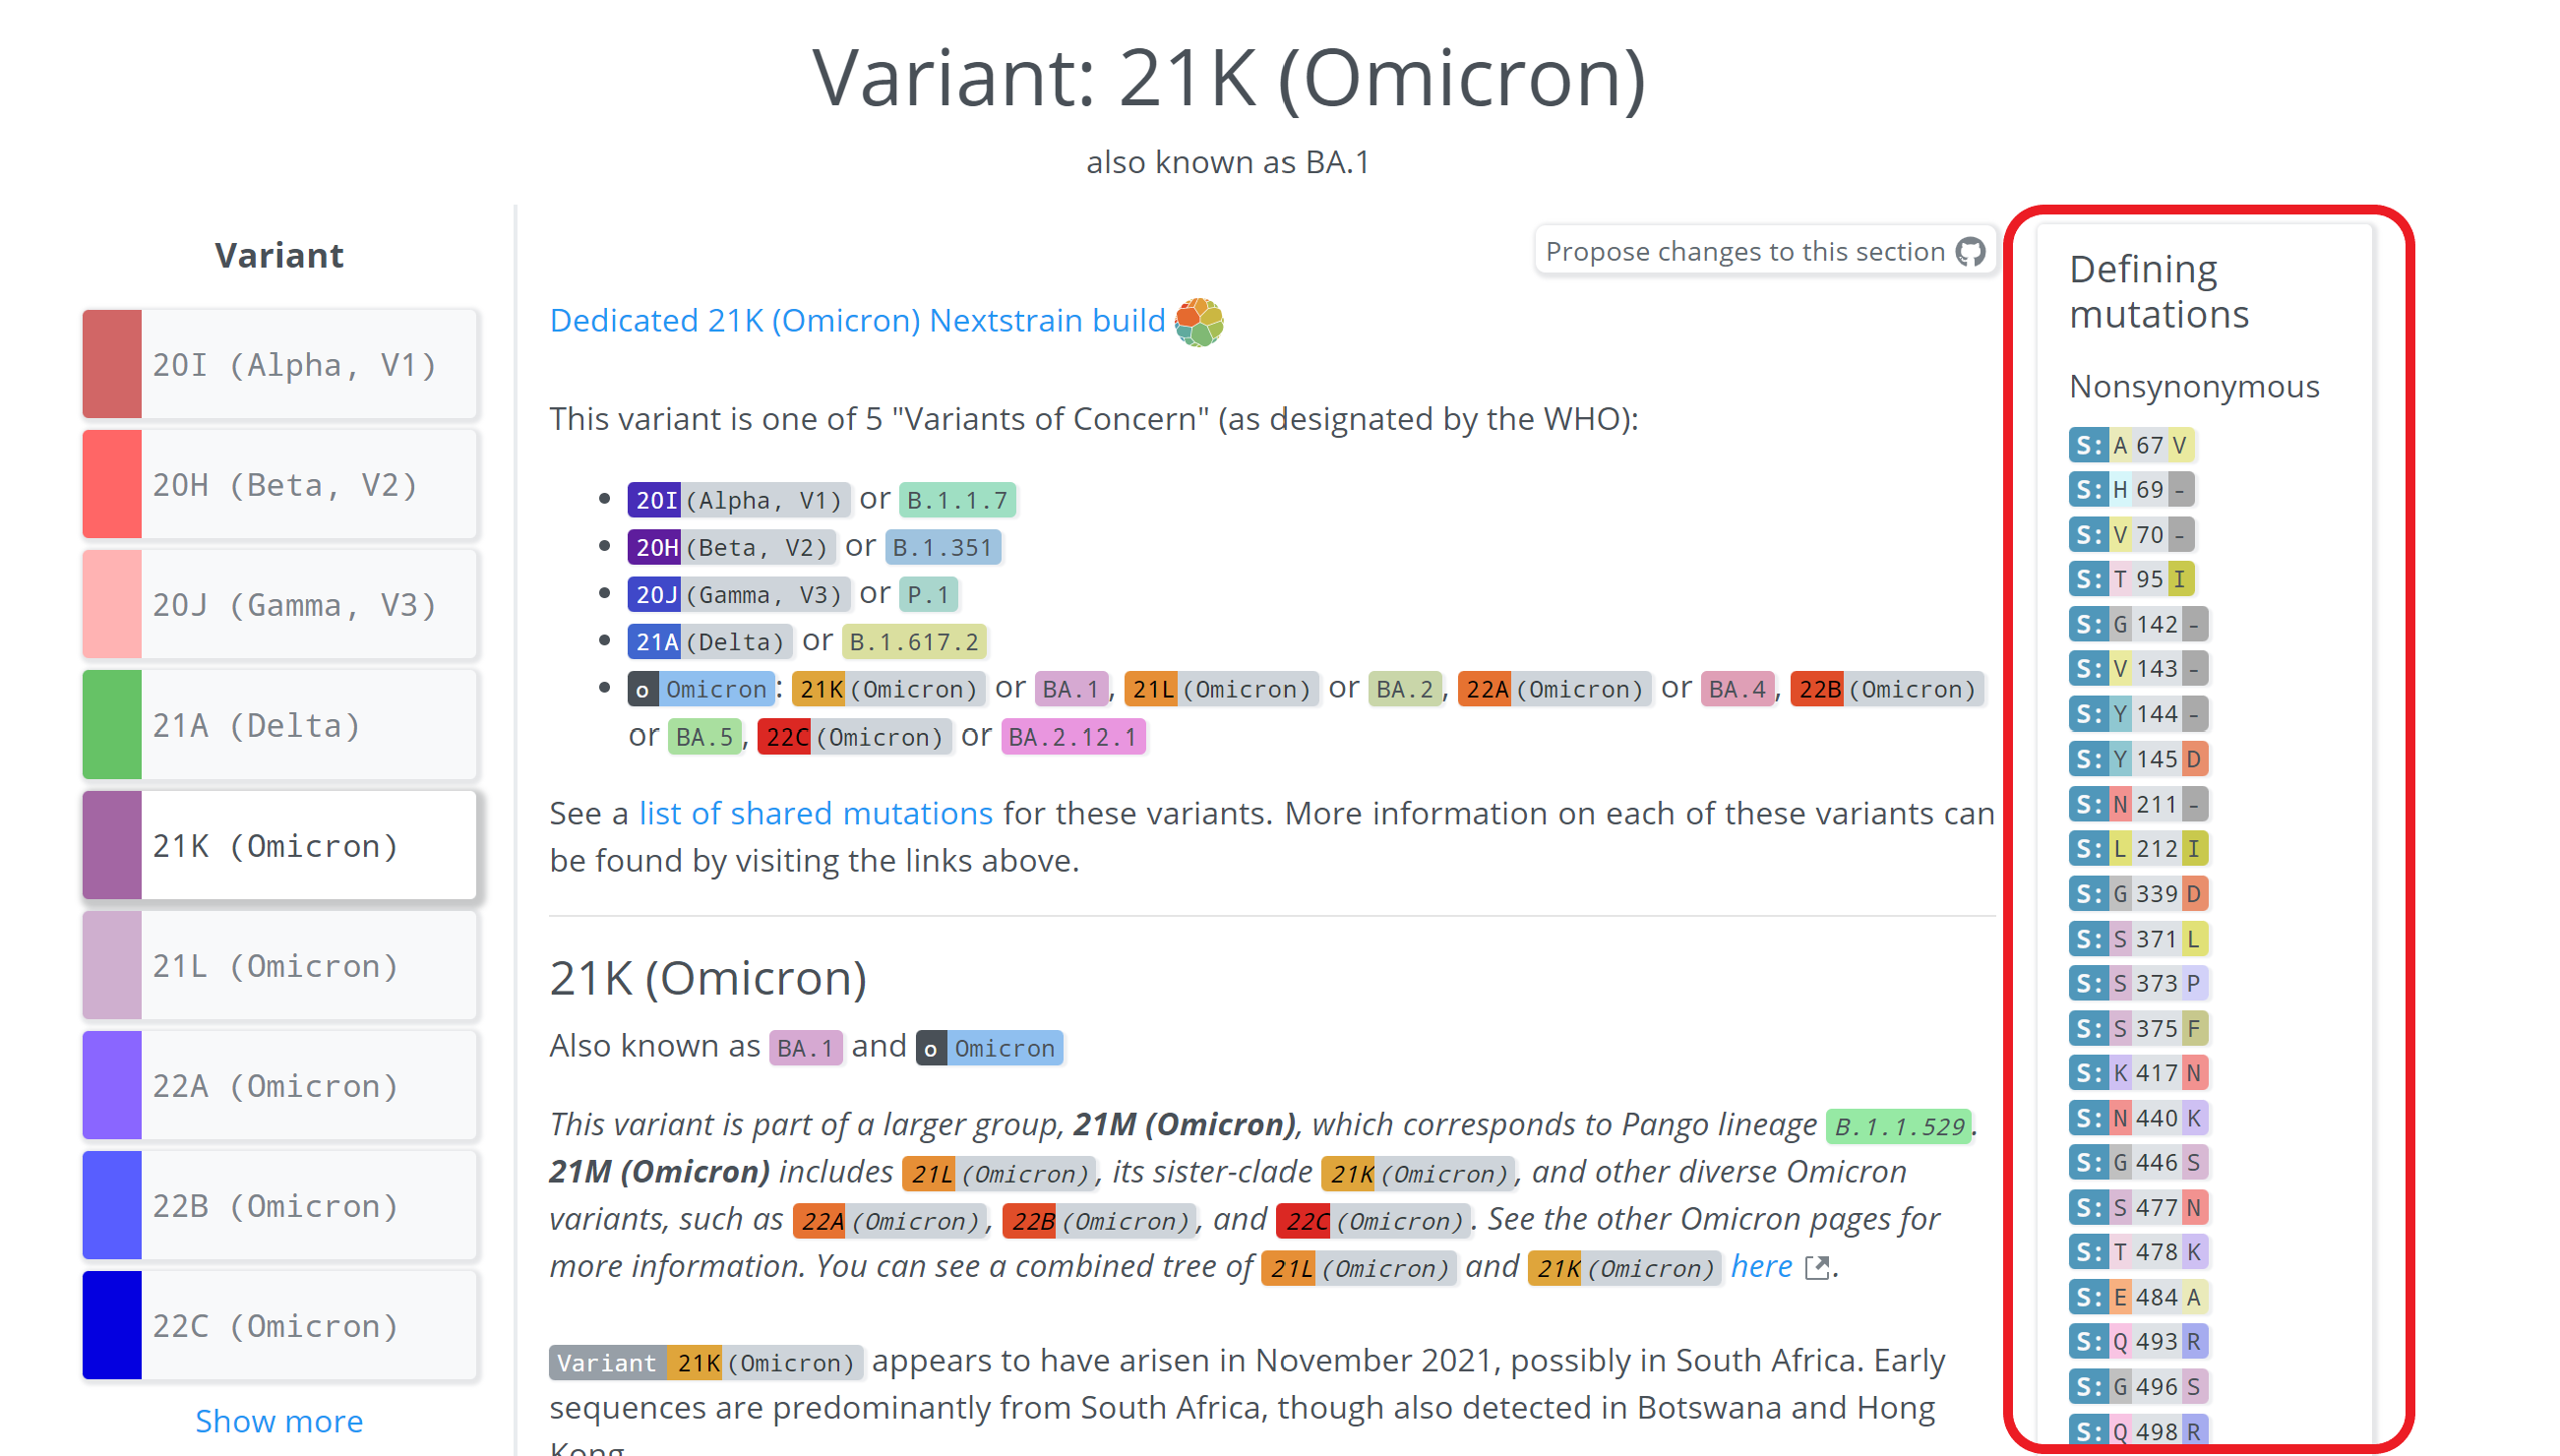 Variant: 21K (Omicron)
also known as BA.1
Variant
20I (Alpha, V1)
20H (Beta, V2)
20J (Gamma, V3)
21A (Delta)
21K (Omicron)
21L (Omicron)
22A (Omicron)
22B (Omicron)
22C (Omicron)
Show more
Propose changes to this section
Dedicated 21K (Omicron) Nextstrain build
This variant is one of 5 "Variants of Concern" (as designated by the WHO):
• 20I (Alpha, V1) or B.1.1.7
• 20H (Beta, V2) or B.1.351
• 20J (Gamma, V3) or P.1
• 21A (Delta) or B.1.617.2
• o Omicron: 21K (Omicron) or BA.1, 21L (Omicron) or BA.2, 22A (Omicron) or BA.4, 22B (Omicron)
or BA.5, 22C (Omicron) or BA.2.12.1
See a list of shared mutations for these variants. More information on each of these variants can
be found by visiting the links above.
21K (Omicron)
Also known as BA.1 and o Omicron
This variant is part of a larger group, 21M (Omicron), which corresponds to Pango lineage B.1.1.529.
21M (Omicron) includes 21L (Omicron), its sister-clade 21K (Omicron), and other diverse Omicron
variants, such as 22A (Omicron), 22B (Omicron), and 22C (Omicron). See the other Omicron pages for
more information. You can see a combined tree of 21L (Omicron) and 21K (Omicron) here.
Variant 21K (Omicron) appears to have arisen in November 2021, possibly in South Africa. Early
sequences are predominantly from South Africa, though also detected in Botswana and Hong
Kong
Defining
mutations
Nonsynonymous
S: A 67 V
S: H 69 -
S: V 70 -
S: T 95 I
S: G 142 -
S: V 143 -
S: Y 144 -
S: Y 145 D
S: N 211 -
S: L 212 I
S: G 339 D
S: S 371 L
S: S 373 P
S: S 375 F
S: K 417 N
S: N 440 K
S: G 446 S
S: S 477 N
S: T 478 K
S: E 484 A
S: Q 493 R
S: G 496 S
S: Q 498 R